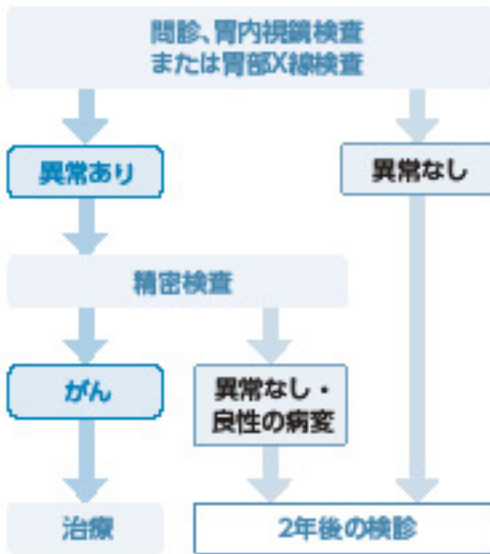 問診、胃内視鏡検査
または胃部X線検査
異常あり
異常なし
精密検査
がん
異常なし・
良性の病変
治療
2年後の検診